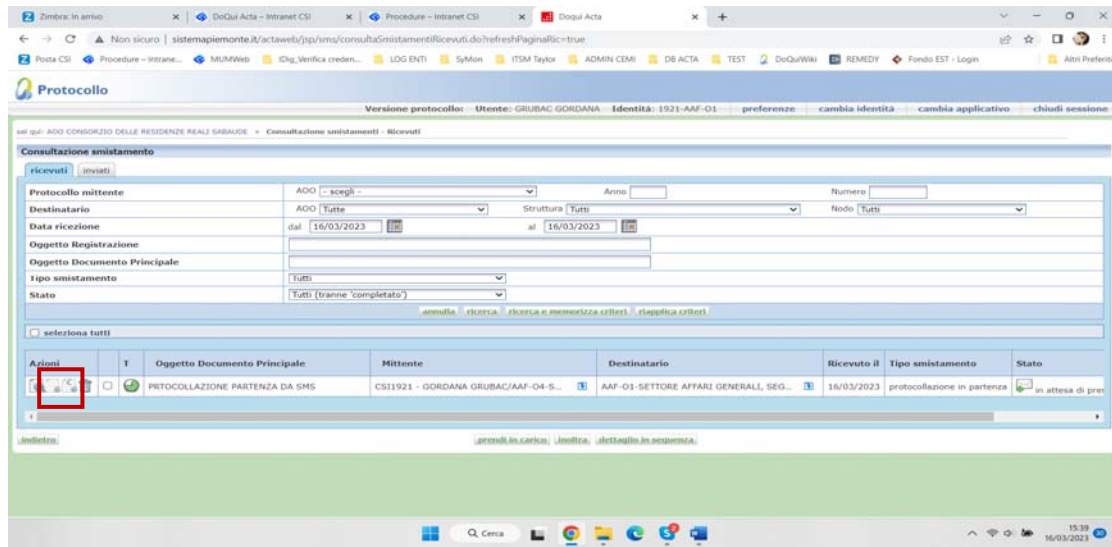 Zimbra: In arrivo
DoQui Acta – Intranet CSI
Procedure – Intranet CSI
Doqui Acta
Non sicuro | sistemapiemonte.it/actaweb/jsp/sms/consultaSmistamentiRicevuti.do?refreshPaginaRic=true
Posta CSI Procedure – Intrane... MUMWeb IDig_Verifica creden... LOG ENTI SyMon ITSM Taylor ADMIN CEMI DB ACTA TEST DoQuiWiki REMEDY Fondo EST - Login Altri Preferiti
Protocollo
Versione protocollo: Utente: GRUBAC GORDANA Identità: 1921-AAF-O1 preferenze cambia identità cambia applicativo chiudi sessione
sei qui: AOO CONSORZIO DELLE RESIDENZE REALI SABAUDE » Consultazione smistamenti - Ricevuti
Consultazione smistamento
ricevuti inviati
Protocollo mittente AOO - scegli - Anno Numero
Destinatario AOO Tutte Struttura Tutti Nodo Tutti
Data ricezione dal 16/03/2023 al 16/03/2023
Oggetto Registrazione
Oggetto Documento Principale
Tipo smistamento Tutti
Stato Tutti (tranne 'completato')
annulla ricerca ricerca e memorizza criteri riapplica criteri
seleziona tutti
Azioni T Oggetto Documento Principale Mittente Destinatario Ricevuto il Tipo smistamento Stato
PRTOCOLLAZIONE PARTENZA DA SMS CSI1921 - GORDANA GRUBAC/AAF-O4-S... AAF-O1-SETTORE AFFARI GENERALI, SEG... 16/03/2023 protocollazione in partenza in attesa di pren
indietro prendi in carico inoltra dettaglio in sequenza
Cerca
15:39
16/03/2023